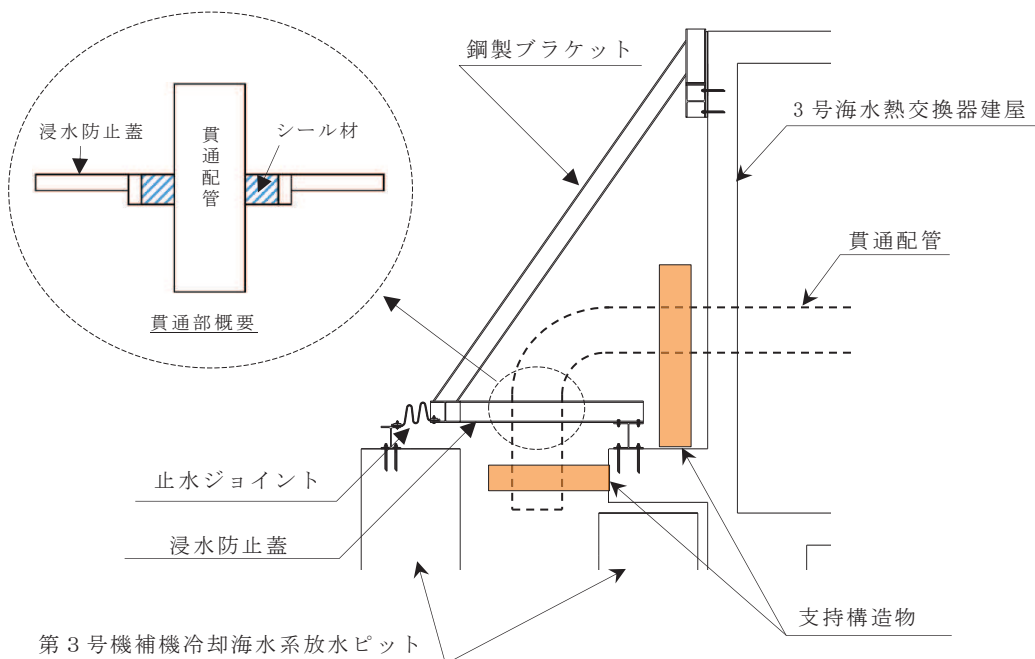 鋼製ブラケット
3号海水熱交換器建屋
浸水防止蓋
シール材
貫通配管
貫通部概要
貫通配管
止水ジョイント
浸水防止蓋
支持構造物
第3号機補機冷却海水系放水ピット